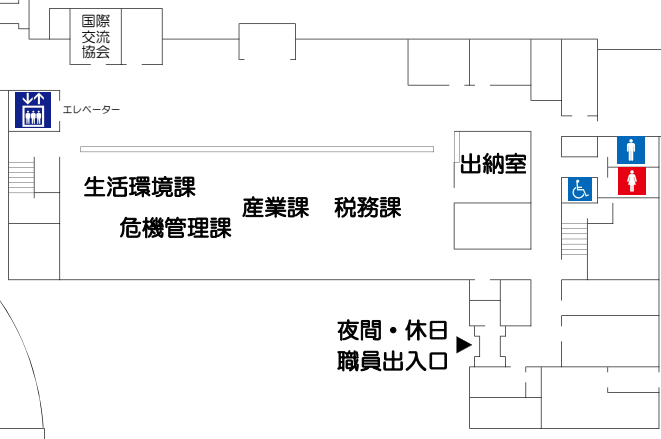 国際
交流
協会
エレベーター
出納室
生活環境課
産業課
税務課
危機管理課
夜間・休日
職員出入口